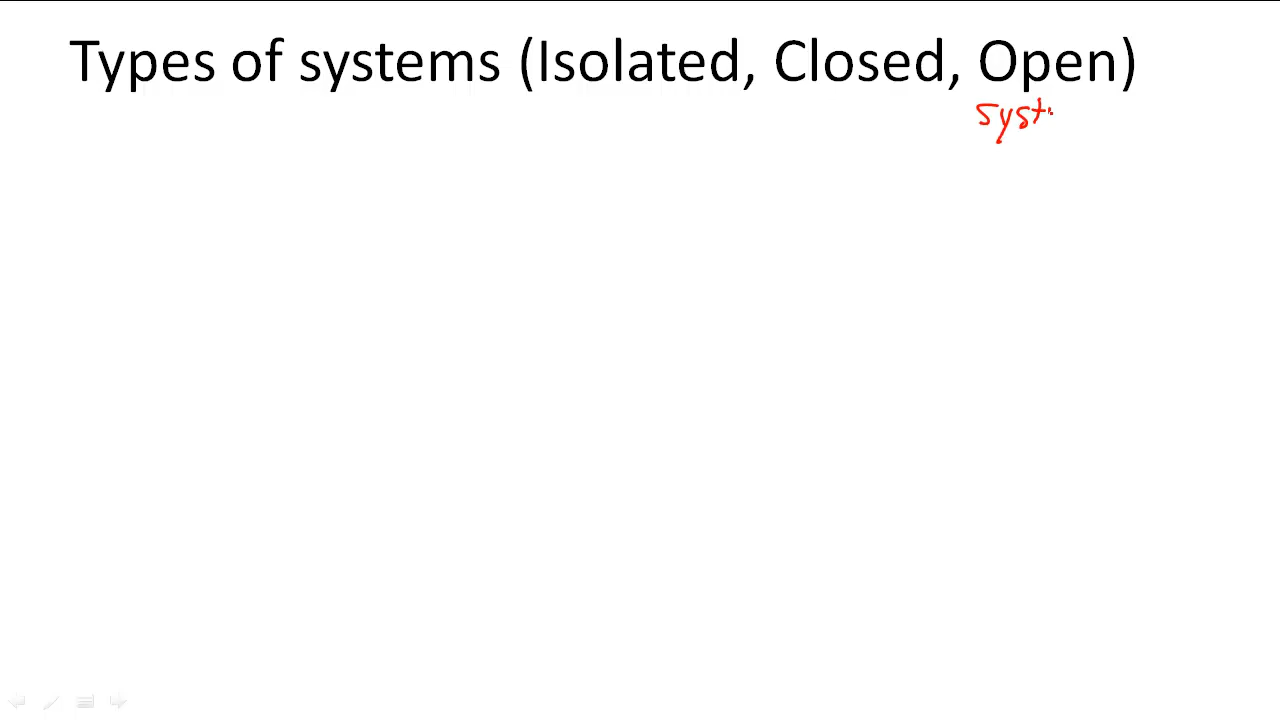 Types of systems (Isolated, Closed, Open)
syst